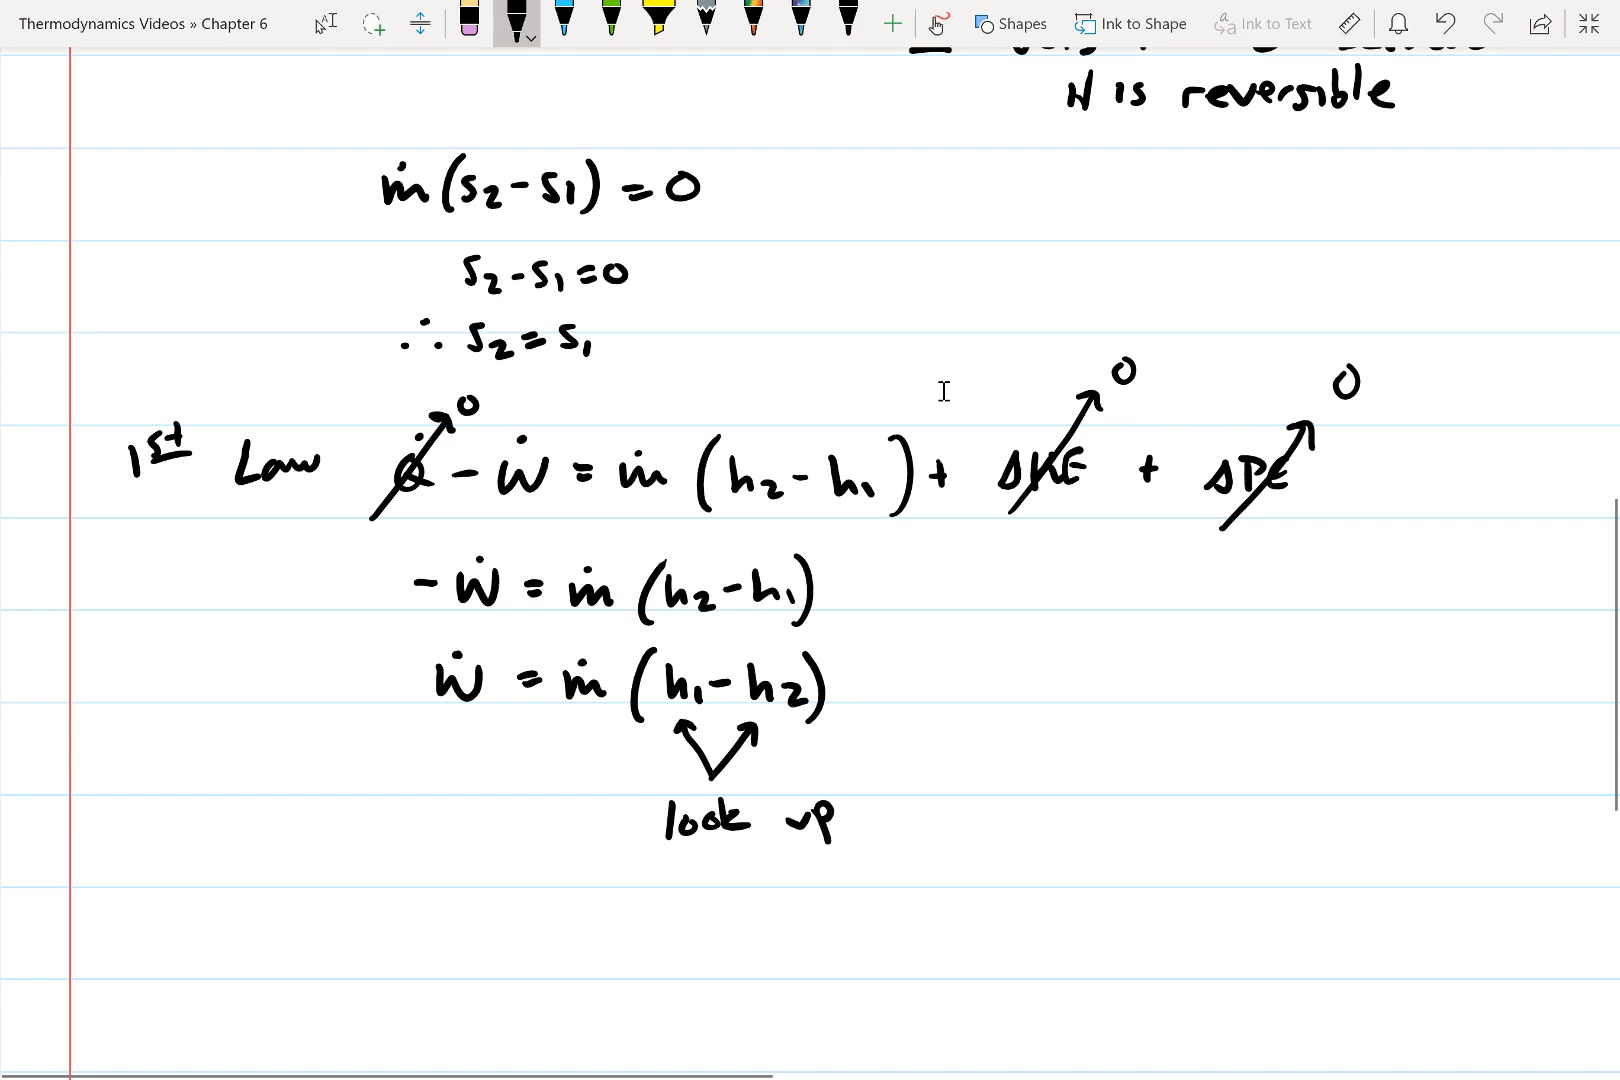 Thermodynamics Videos » Chapter 6 Shapes Ink to Shape Ink to Text
it is reversible
ṁ(s₂-s₁) = 0
s₂-s₁=0
∴ s₂=s₁
1st Law Q̇ - Ẇ = ṁ (h₂-h₁) + ΔKE + ΔPE
0 0 0
-Ẇ = ṁ (h₂-h₁)
Ẇ = ṁ (h₁-h₂)
look up